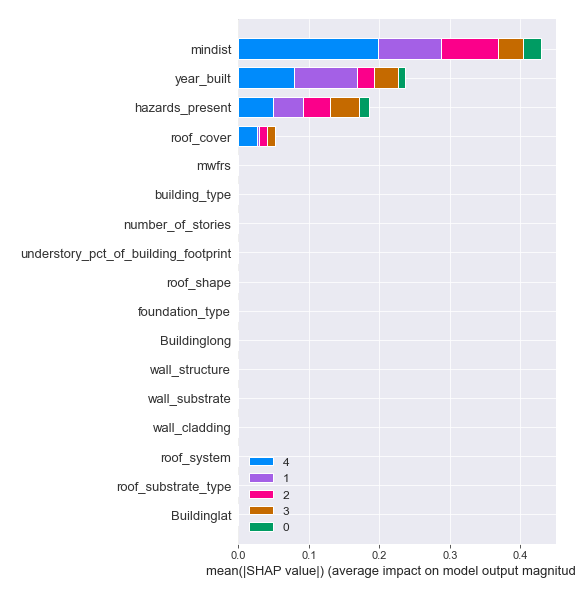 mindist
year_built
hazards_present
roof_cover
mwfrs
building_type
number_of_stories
understory_pct_of_building_footprint
roof_shape
foundation_type
Buildinglong
wall_structure
wall_substrate
wall_cladding
roof_system
roof_substrate_type
Buildinglat
4
1
2
3
0
0.0 0.1 0.2 0.3 0.4
mean(|SHAP value|) (average impact on model output magnitud